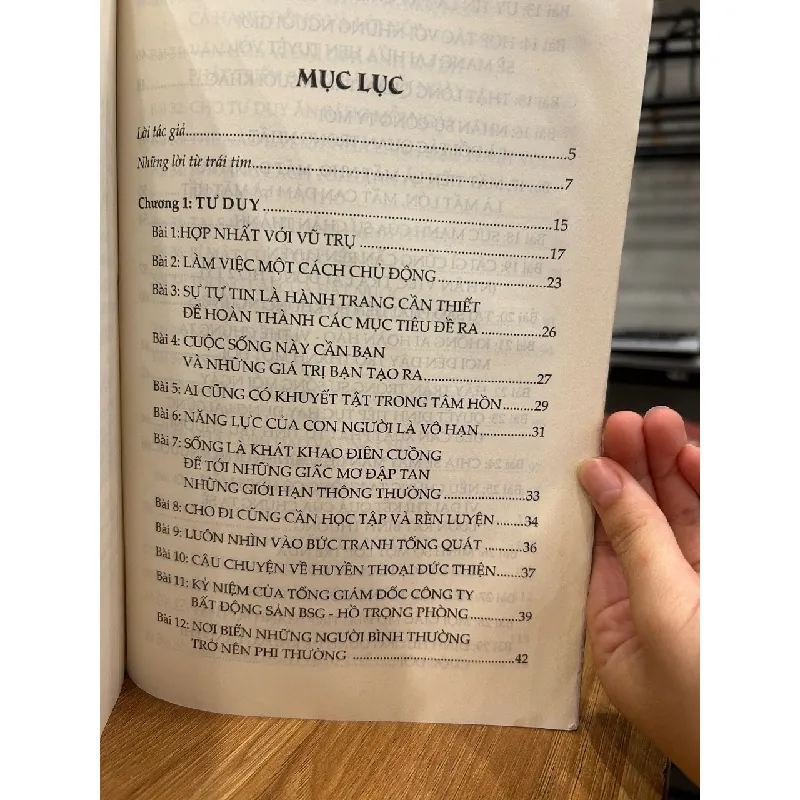 MỤC LỤC
Lời tác giả.....5
Những lời từ trái tim.....7
Chương 1: TƯ DUY.....15
Bài 1:HỢP NHẤT VỚI VŨ TRỤ.....17
Bài 2: LÀM VIỆC MỘT CÁCH CHỦ ĐỘNG.....23
Bài 3: SỰ TỰ TIN LÀ HÀNH TRANG CẦN THIẾT
ĐỂ HOÀN THÀNH CÁC MỤC TIÊU ĐỀ RA.....26
Bài 4: CUỘC SỐNG NÀY CẦN BẠN
VÀ NHỮNG GIÁ TRỊ BẠN TẠO RA.....27
Bài 5: AI CŨNG CÓ KHUYẾT TẬT TRONG TÂM HỒN.....29
Bài 6: NĂNG LỰC CỦA CON NGƯỜI LÀ VÔ HẠN.....31
Bài 7: SỐNG LÀ KHÁT KHAO ĐIÊN CUỒNG
ĐỂ TỚI NHỮNG GIẤC MƠ ĐẬP TAN
NHỮNG GIỚI HẠN THÔNG THƯỜNG.....33
Bài 8: CHO ĐI CŨNG CẦN HỌC TẬP VÀ RÈN LUYỆN.....34
Bài 9: LUÔN NHÌN VÀO BỨC TRANH TỔNG QUÁT.....36
Bài 10: CÂU CHUYỆN VỀ HUYỀN THOẠI ĐỨC THIỆN.....37
Bài 11: KỶ NIỆM CỦA TỔNG GIÁM ĐỐC CÔNG TY
BẤT ĐỘNG SẢN BSG - HỒ TRỌNG PHÒNG.....39
Bài 12: NƠI BIẾN NHỮNG NGƯỜI BÌNH THƯỜNG
TRỞ NÊN PHI THƯỜNG.....42